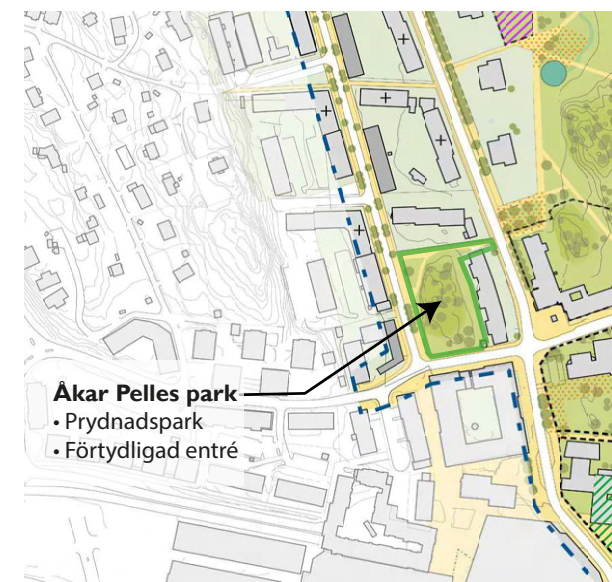 Åkar Pelles park
• Prydnadspark
• Förtydligad entré